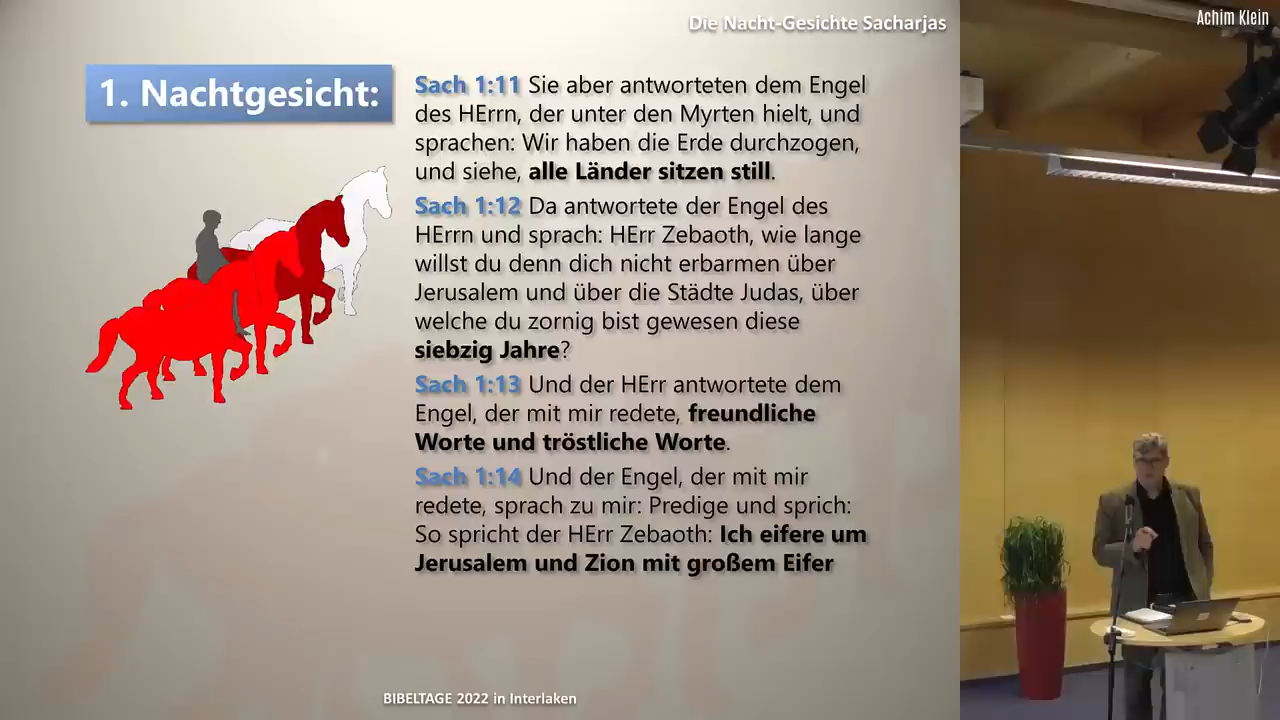 Die Nacht-Gesichte Sacharjas
Achim Klein
1. Nachtgesicht:
Sach 1:11 Sie aber antworteten dem Engel
des HErrn, der unter den Myrten hielt, und
sprachen: Wir haben die Erde durchzogen,
und siehe, alle Länder sitzen still.
Sach 1:12 Da antwortete der Engel des
HErrn und sprach: HErr Zebaoth, wie lange
willst du denn dich nicht erbarmen über
Jerusalem und über die Städte Judas, über
welche du zornig bist gewesen diese
siebzig Jahre?
Sach 1:13 Und der HErr antwortete dem
Engel, der mit mir redete, freundliche
Worte und tröstliche Worte.
Sach 1:14 Und der Engel, der mit mir
redete, sprach zu mir: Predige und sprich:
So spricht der HErr Zebaoth: Ich eifere um
Jerusalem und Zion mit großem Eifer
BIBELTAGE 2022 in Interlaken